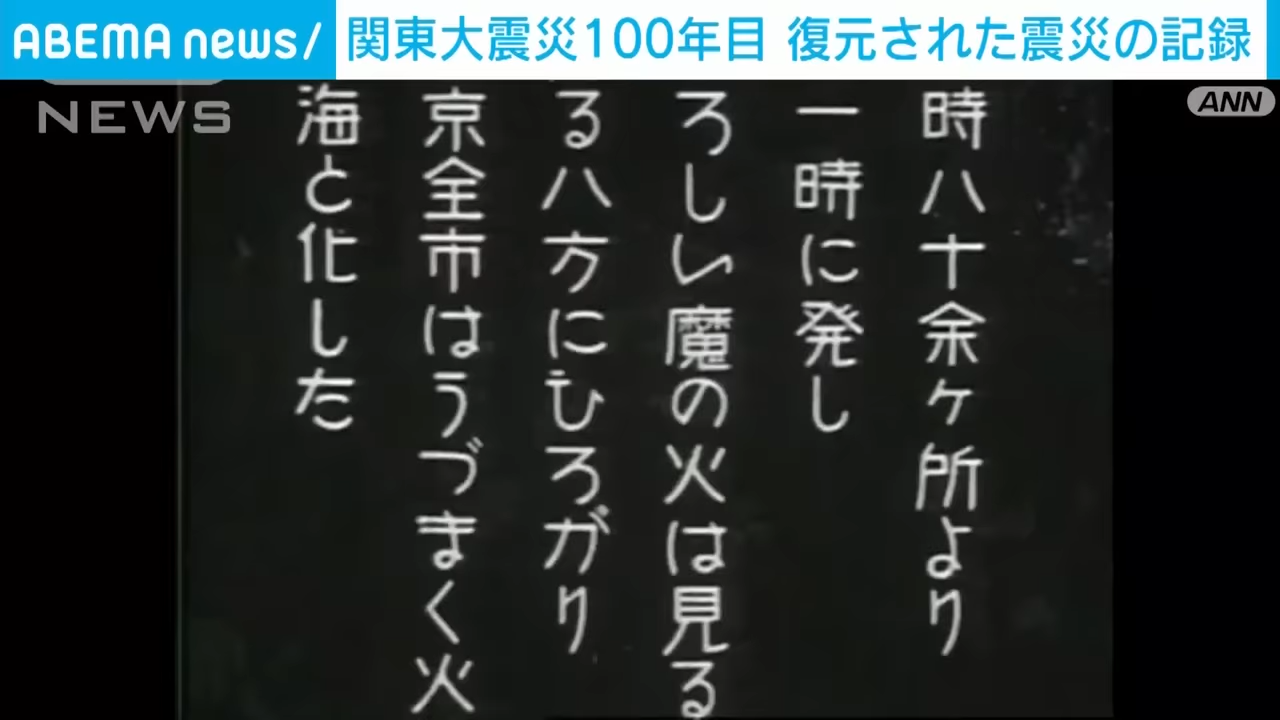 ABEMA news/
関東大震災100年目 復元された震災の記録
NEWS
ANN
時八十余ヶ所より
一時に発し
ろしい魔の火は見る
る八方にひろがり
京全市はうづまく火
海と化した